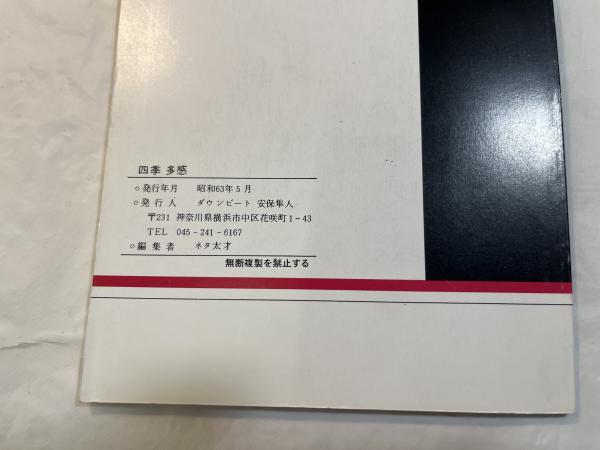 四季 多感
○発行年月 昭和63年5月
○発行人 ダウンビート 安保隼人
〒231 神奈川県横浜市中区花咲町1-43
TEL 045-241-6167
○編集者 ネタ太才
無断複製を禁止する